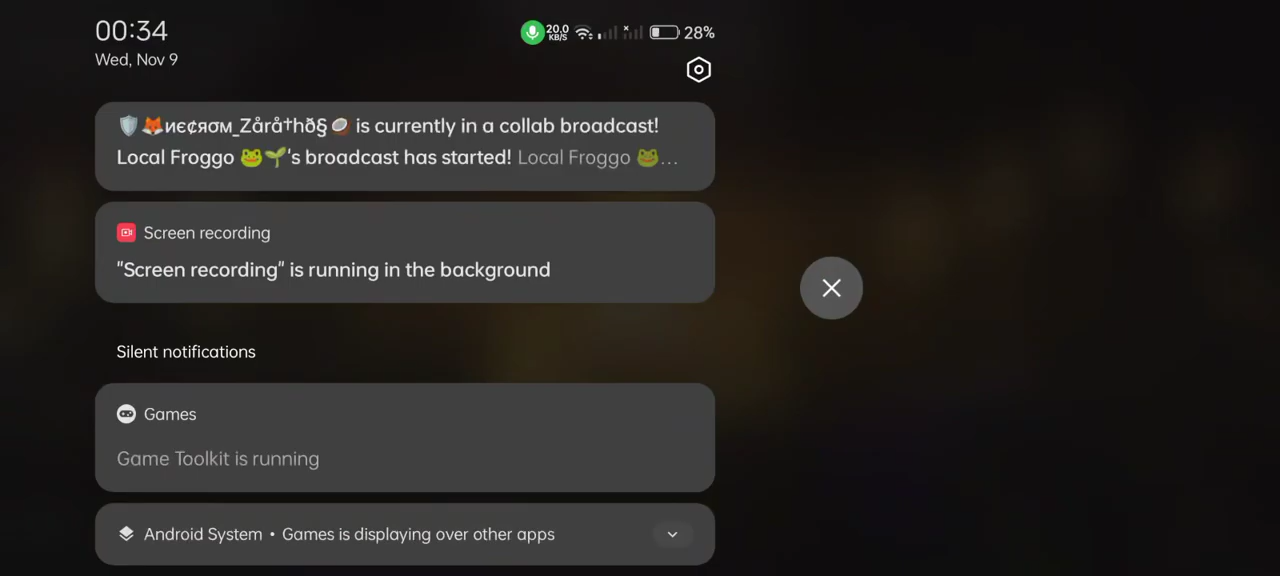 00:34
20.0
KB/S
28%
Wed, Nov 9
🛡️🦊иє¢яσм_Zårå†hð§🥥 is currently in a collab broadcast!
Local Froggo 🐸🌱's broadcast has started! Local Froggo 🐸...
Screen recording
"Screen recording" is running in the background
Silent notifications
Games
Game Toolkit is running
Android System • Games is displaying over other apps